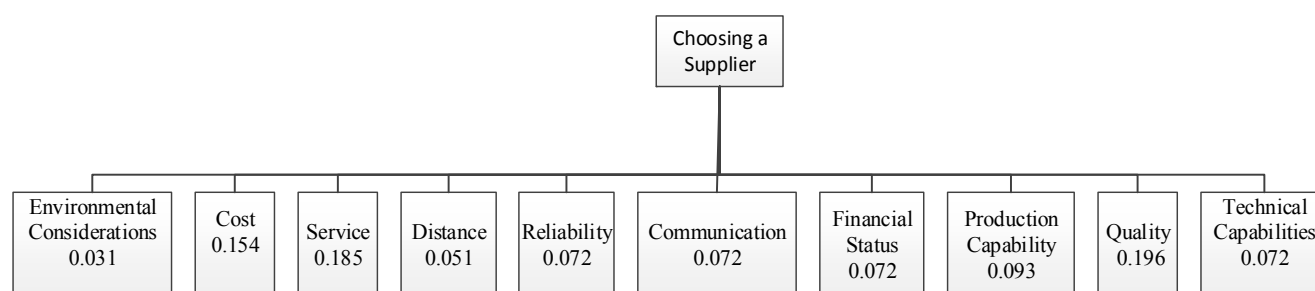 Choosing a
Supplier
Environmental
Considerations
0.031
Cost
0.154
Service
0.185
Distance
0.051
Reliability
0.072
Communication
0.072
Financial
Status
0.072
Production
Capability
0.093
Quality
0.196
Technical
Capabilities
0.072